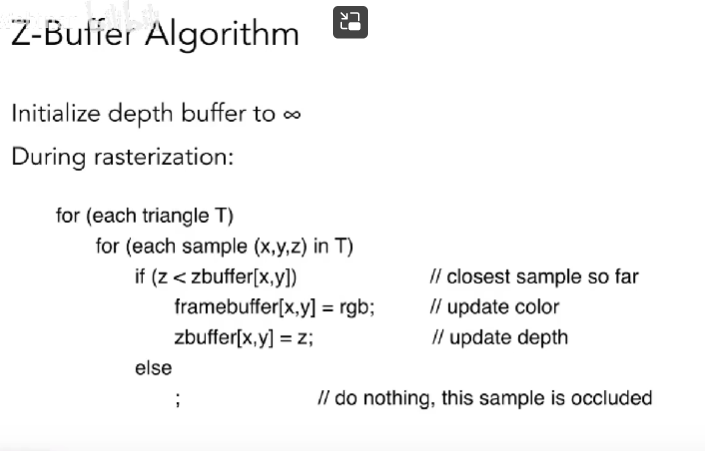 Z-Buffer Algorithm
Initialize depth buffer to ∞
During rasterization:
for (each triangle T)
for (each sample (x,y,z) in T)
if (z < zbuffer[x,y]) // closest sample so far
framebuffer[x,y] = rgb; // update color
zbuffer[x,y] = z; // update depth
else
; // do nothing, this sample is occluded